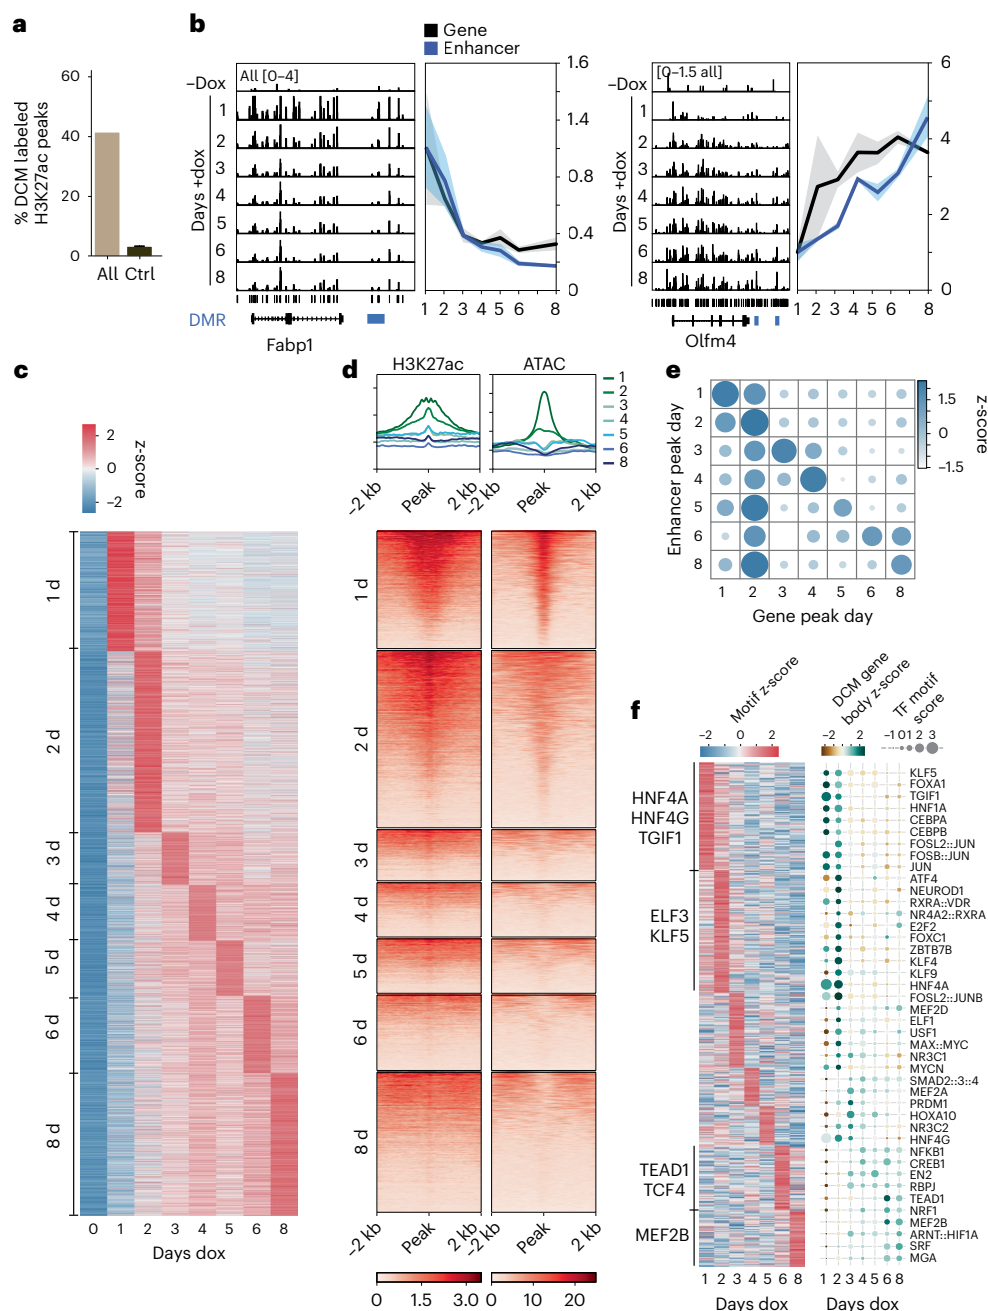 a
% DCM labeled
H3K27ac peaks
60
40
20
0
All Ctrl
b
Gene
Enhancer
–Dox
All [0–4]
Days +dox
1
2
3
4
5
6
8
DMR
Fabp1
1.6
1.4
0.8
0.4
0
1 2 3 4 5 6 8
–Dox
[0–1.5 all]
Days +dox
1
2
3
4
5
6
8
Olfm4
6
4
2
0
1 2 3 4 5 6 8
c
2
0
–2
z-score
1 d
2 d
3 d
4 d
5 d
6 d
8 d
0 1 2 3 4 5 6 8
Days dox
d
H3K27ac
ATAC
1
2
3
4
5
6
8
–2 kb Peak 2 kb
–2 kb Peak 2 kb
1 d
2 d
3 d
4 d
5 d
6 d
8 d
–2 kb Peak 2 kb
–2 kb Peak 2 kb
0 1.5 3.0
0 10 20
e
Enhancer peak day
1
2
3
4
5
6
8
1 2 3 4 5 6 8
Gene peak day
1.5
0
–1.5
z-score
f
Motif z-score
–2 0 2
DCM gene
body z-score
–2 2
TF motif
score
–1 0 1 2 3
HNF4A
HNF4G
TGIF1
ELF3
KLF5
TEAD1
TCF4
MEF2B
KLF5
FOXA1
TGIF1
HNF1A
CEBPA
CEBPB
FOSL2::JUN
FOSB::JUN
JUN
ATF4
NEUROD1
RXRA::VDR
NR4A2::RXRA
E2F2
FOXC1
ZBTB7B
KLF4
KLF9
HNF4A
FOSL2::JUNB
MEF2D
ELF1
USF1
MAX::MYC
NR3C1
MYCN
SMAD2::3::4
MEF2A
PRDM1
HOXA10
NR3C2
HNF4G
NFKB1
CREB1
EN2
RBPJ
TEAD1
NRF1
MEF2B
ARNT::HIF1A
SRF
MGA
1 2 3 4 5 6 8
Days dox
1 2 3 4 5 6 8
Days dox